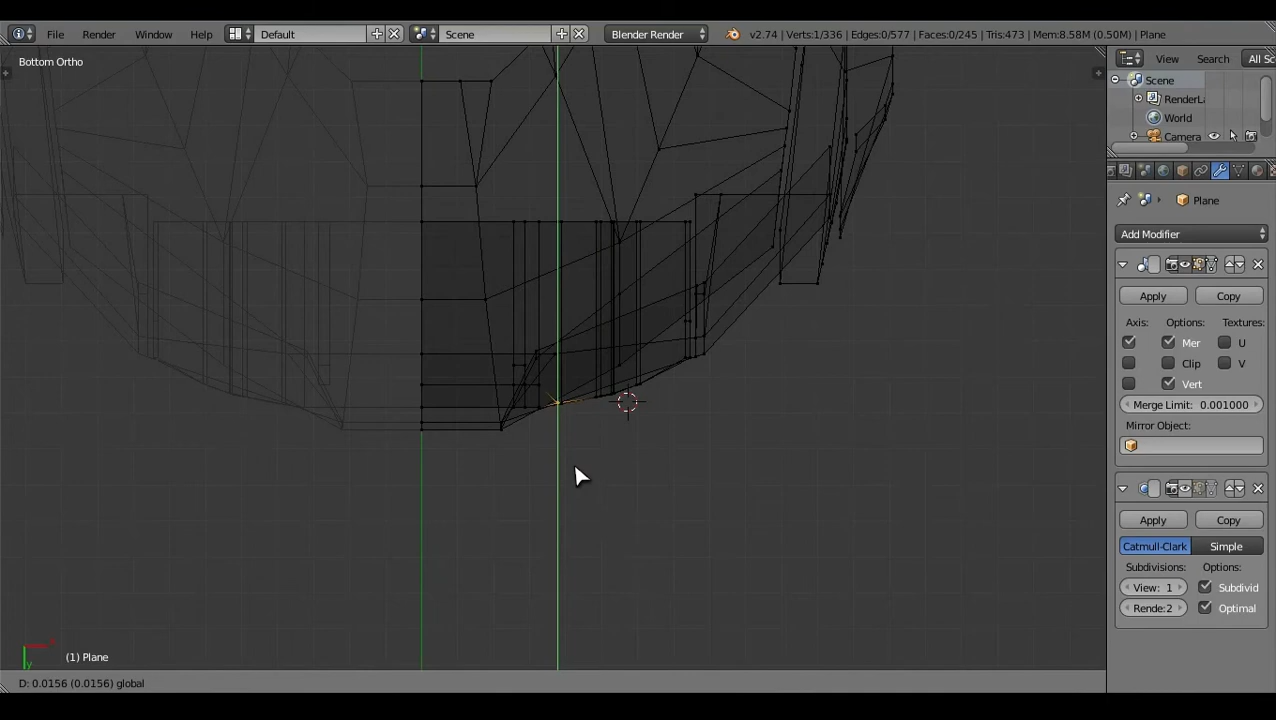 File Render Window Help Default Scene Blender Render v2.74 | Verts:1/336 | Edges:0/577 | Faces:0/245 | Tris:473 | Mem:8.58M (0.50M) | Plane
Bottom Ortho
View Search All Sc
Scene
RenderLa
World
Camera
Plane
Add Modifier
Apply Copy
Axis: Options: Textures:
Mer U
Clip V
Vert
Merge Limit: 0.001000
Mirror Object:
Apply Copy
Catmull-Clark Simple
Subdivisions: Options:
View: 1 Subdivid
Rende:2 Optimal
x
y
(1) Plane
D: 0.0156 (0.0156) global